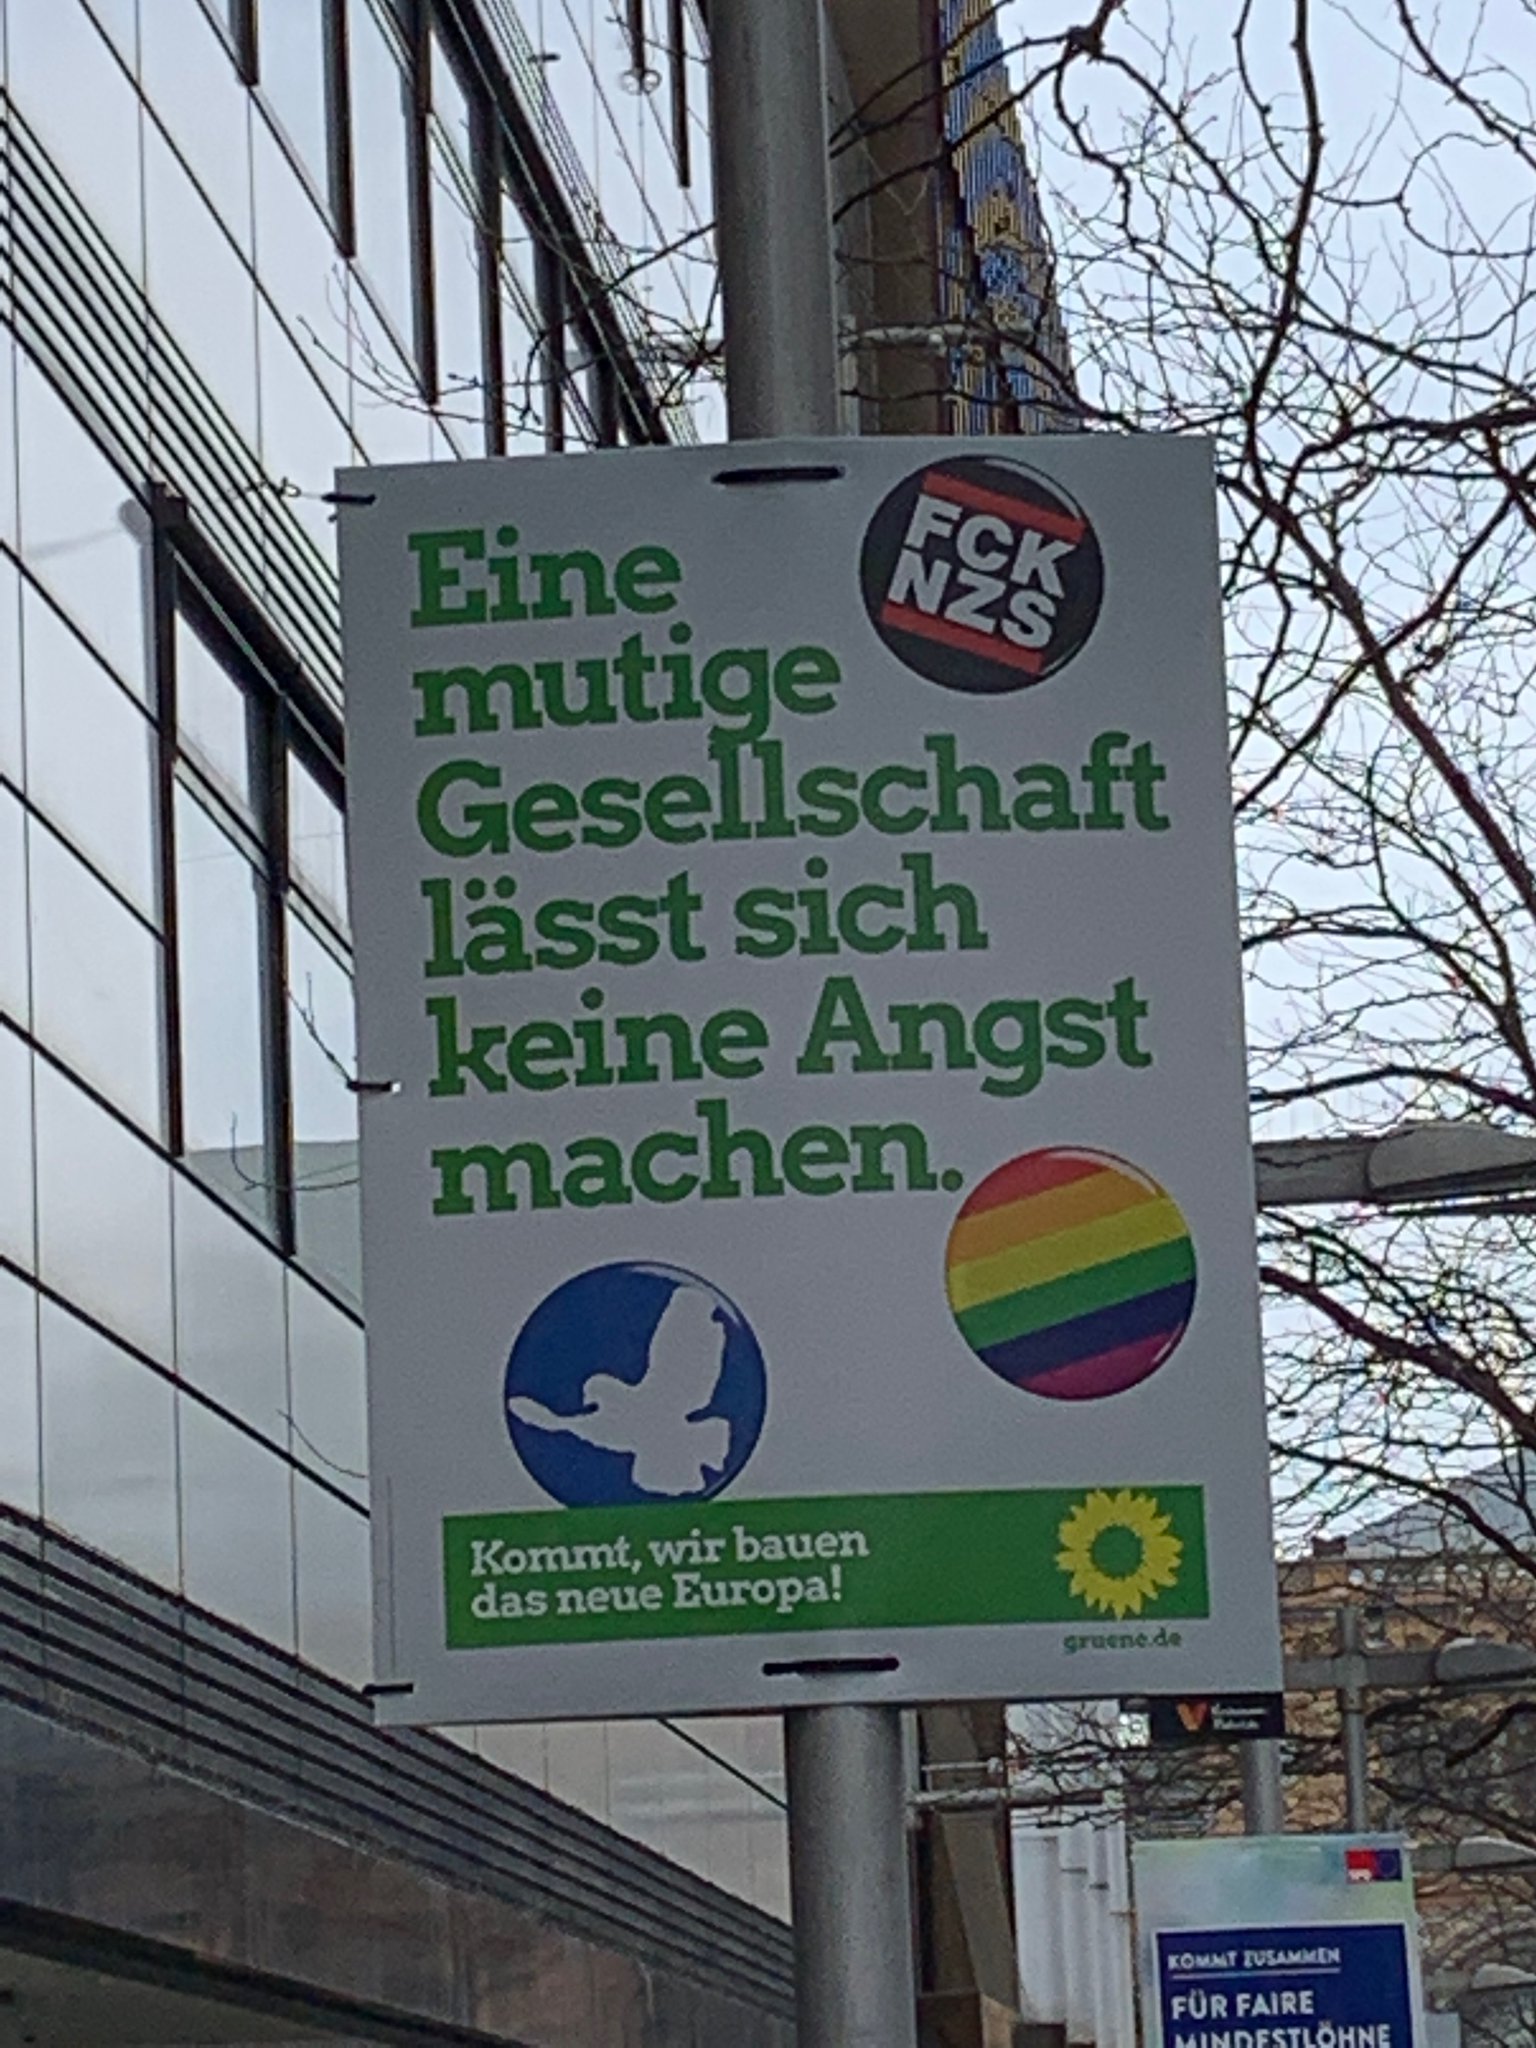 FCK
NZS
Eine
mutige
Gesellschaft
lässt sich
keine Angst
machen.
Kommt, wir bauen
das neue Europa!
gruene.de
KOMMT ZUSAMMEN
FÜR FAIRE
MINDESTLÖHNE